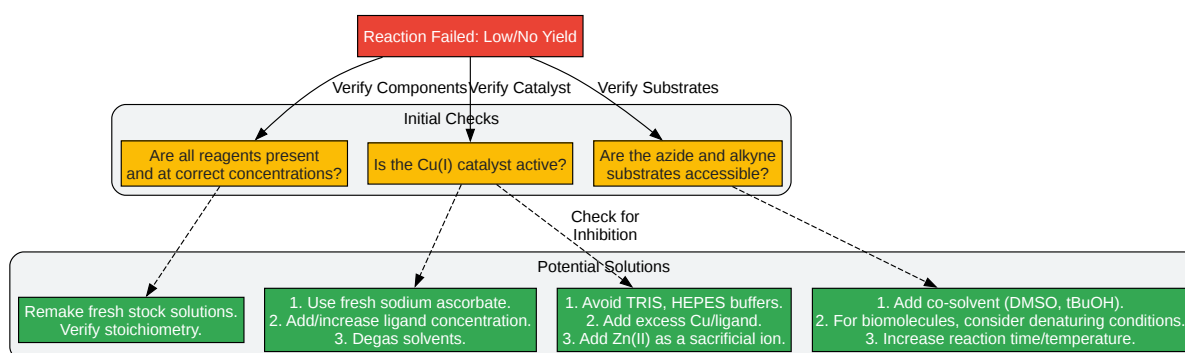 Reaction Failed: Low/No Yield
Verify Components
Verify Catalyst
Verify Substrates
Initial Checks
Are all reagents present
and at correct concentrations?
Is the Cu(I) catalyst active?
Are the azide and alkyne
substrates accessible?
Check for
Inhibition
Potential Solutions
Remake fresh stock solutions.
Verify stoichiometry.
1. Use fresh sodium ascorbate.
2. Add/increase ligand concentration.
3. Degas solvents.
1. Avoid TRIS, HEPES buffers.
2. Add excess Cu/ligand.
3. Add Zn(II) as a sacrificial ion.
1. Add co-solvent (DMSO, tBuOH).
2. For biomolecules, consider denaturing conditions.
3. Increase reaction time/temperature.